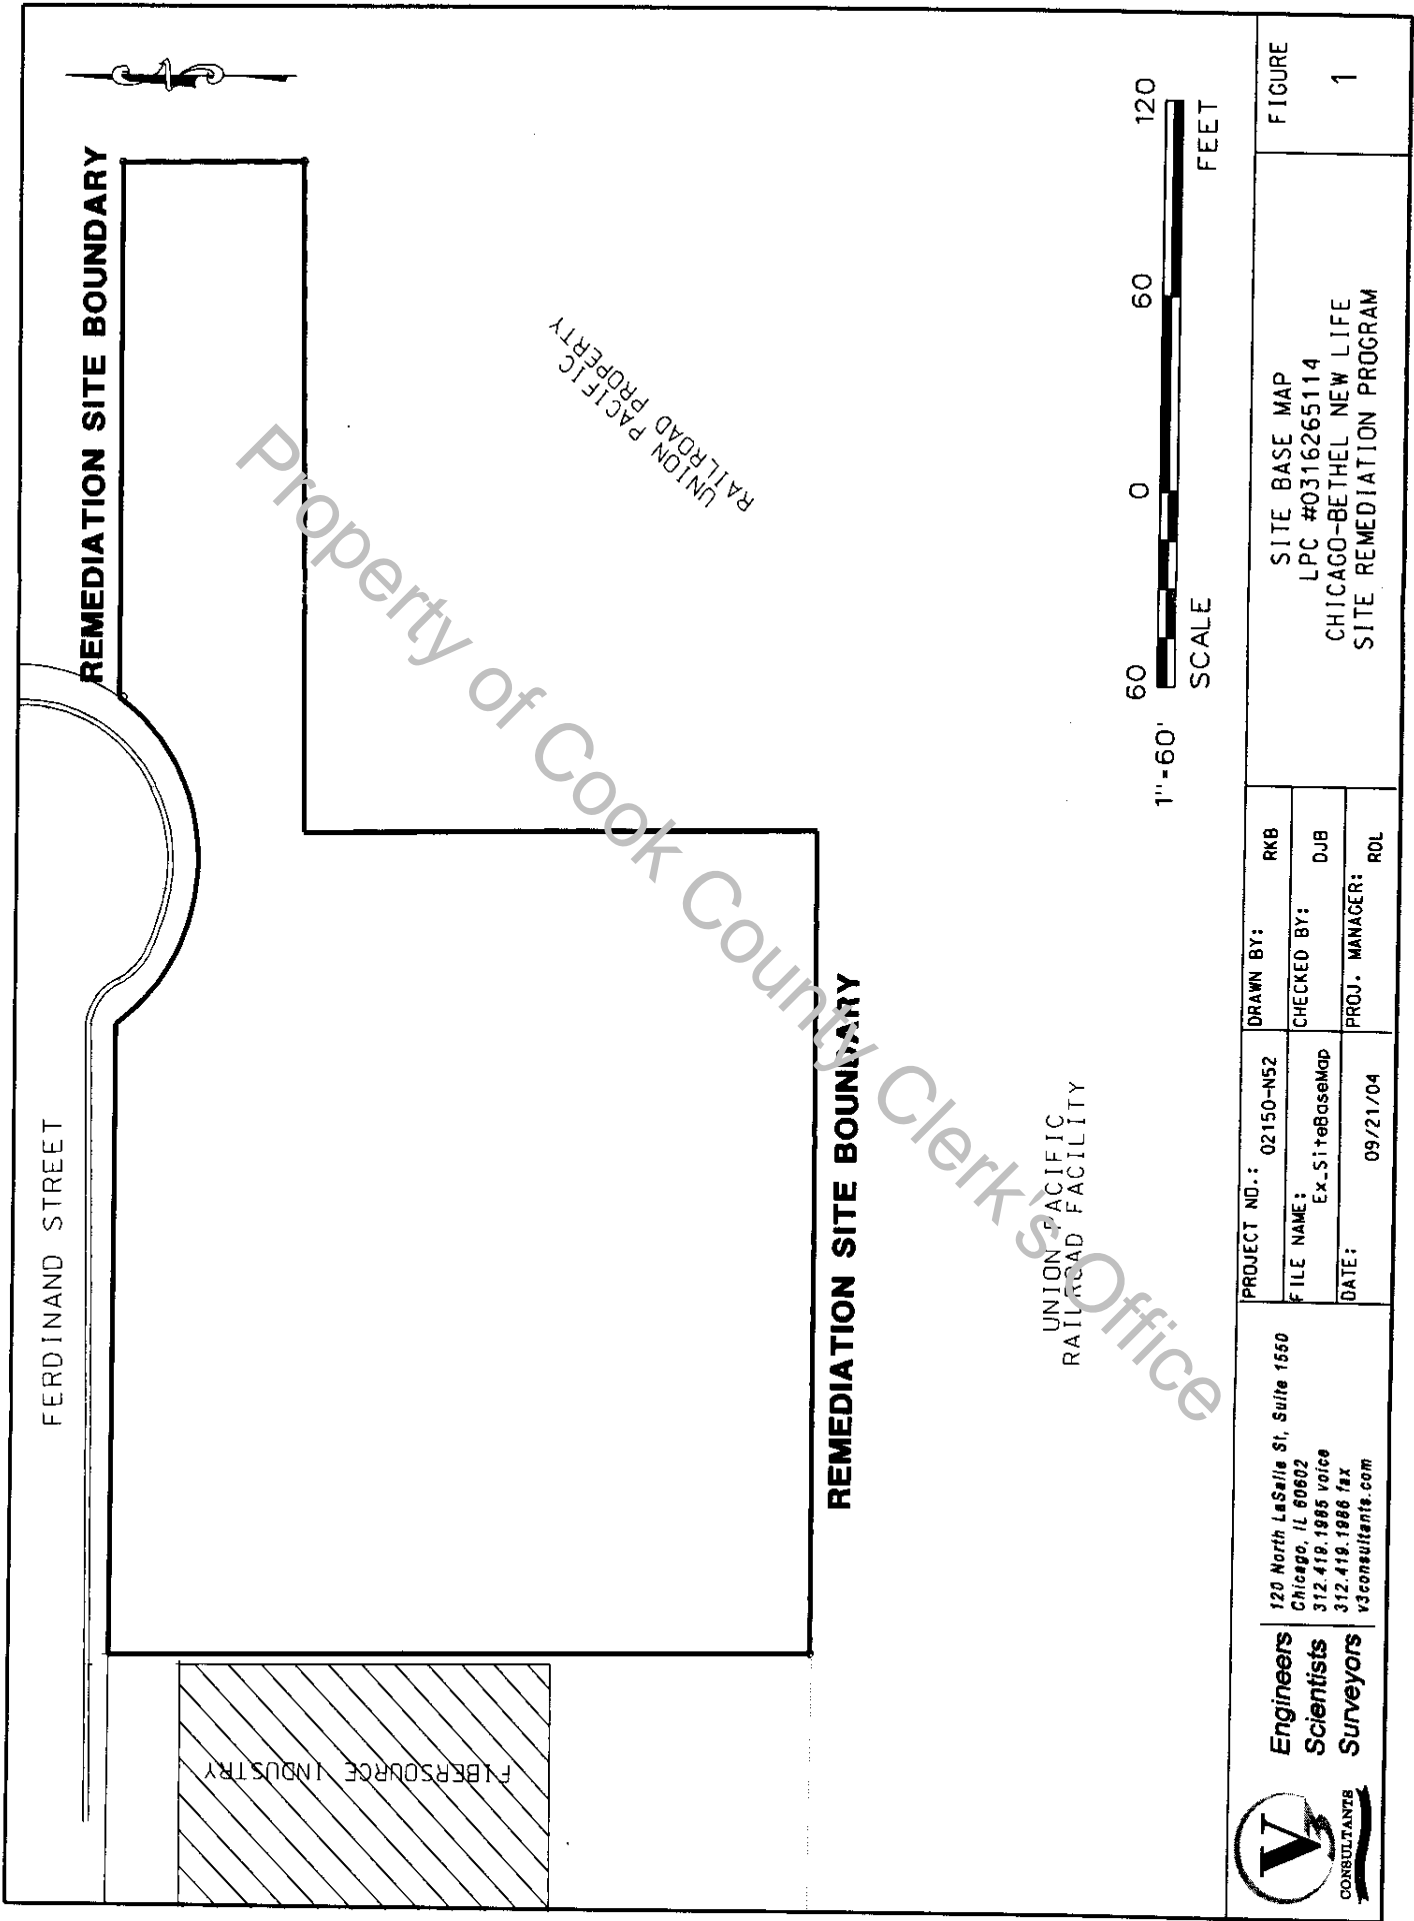 FERDINAND STREET
REMEDIATION SITE BOUNDARY
FIBERSOURCE INDUSTRY
UNION PACIFIC
RAILROAD PROPERTY
REMEDIATION SITE BOUNDARY
UNION PACIFIC
RAILROAD FACILITY
1"=60'
60 0 60 120
SCALE FEET
Property of Cook County Clerk's Office
V3
CONSULTANTS
Engineers
Scientists
Surveyors
120 North LaSalle St, Suite 1550
Chicago, IL 60602
312.419.1985 voice
312.419.1986 fax
v3consultants.com
PROJECT NO.:
02150-N52
FILE NAME:
Ex_SiteBaseMap
DATE:
09/21/04
DRAWN BY:
RKB
CHECKED BY:
DJB
PROJ. MANAGER:
RDL
SITE BASE MAP
LPC #0316265114
CHICAGO-BETHEL NEW LIFE
SITE REMEDIATION PROGRAM
FIGURE
1